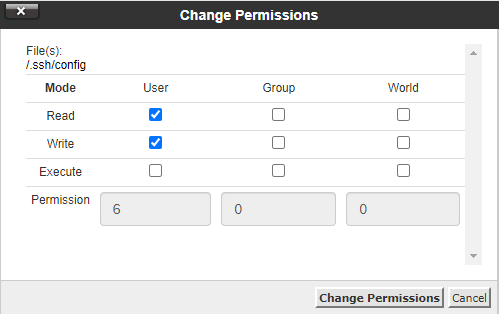 Change Permissions
File(s):
/.ssh/config
Mode User Group World
Read
Write
Execute
Permission 6 0 0
Change Permissions Cancel